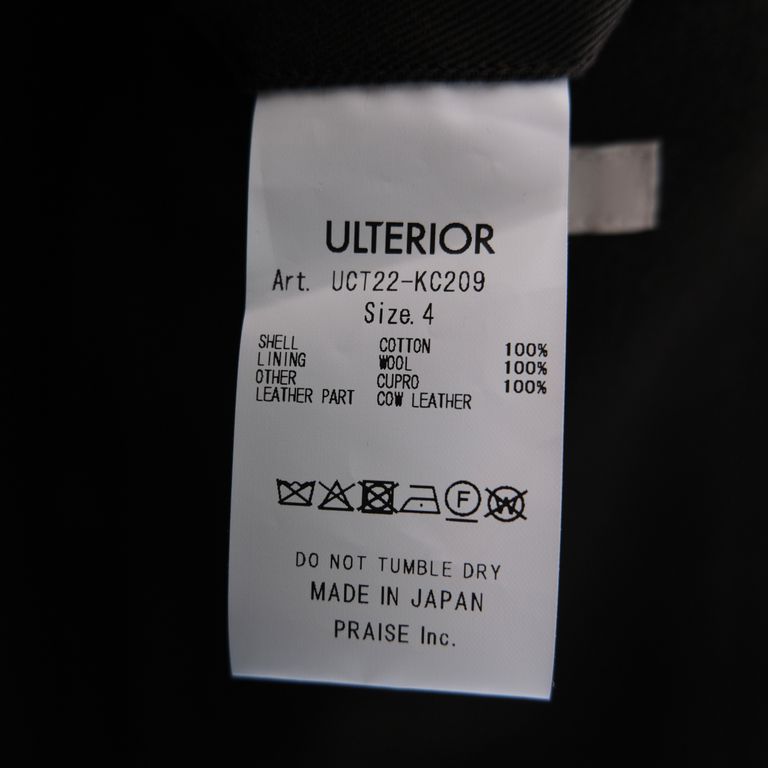 ULTERIOR
Art. UCT22-KC209
Size. 4
SHELL COTTON 100%
LINING WOOL 100%
OTHER CUPRO 100%
LEATHER PART COW LEATHER
F W
DO NOT TUMBLE DRY
MADE IN JAPAN
PRAISE Inc.